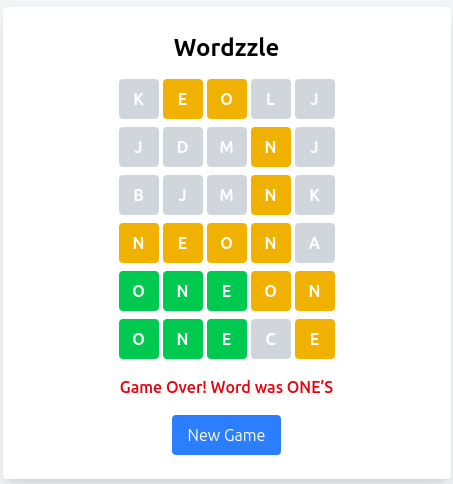 Wordzzle
K E O L J
J D M N J
B J M N K
N E O N A
O N E O N
O N E C E
Game Over! Word was ONE'S
New Game